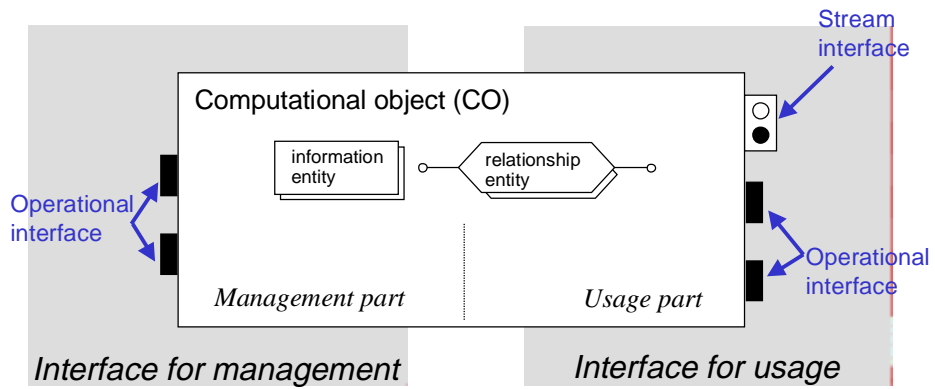 Stream
interface
Computational object (CO)
information
entity
relationship
entity
Operational
interface
Operational
interface
Management part
Usage part
Interface for management
Interface for usage